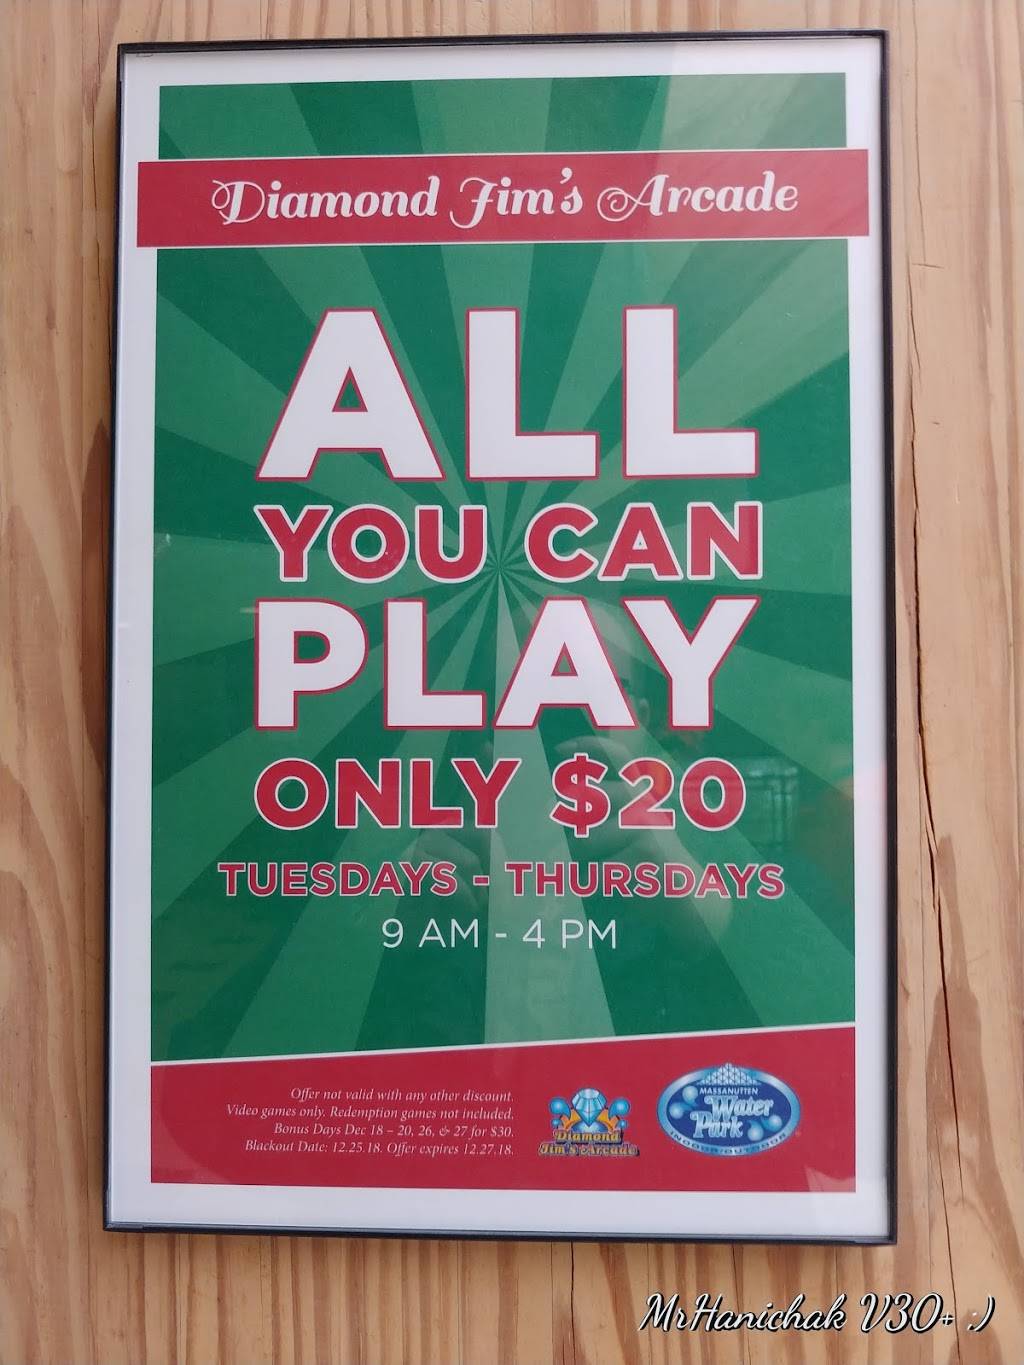 Diamond Jim's Arcade
ALL
YOU CAN
PLAY
ONLY $20
TUESDAYS - THURSDAYS
9 AM - 4 PM
Offer not valid with any other discount.
Video games only. Redemption games not included.
Bonus Days Dec 18 – 20, 26, & 27 for $30.
Blackout Date: 12.25.18. Offer expires 12.27.18.
Diamond
Jim's Arcade
MASSANUTTEN
Water
Park
INDOOR/OUTDOOR
MrHanichak V30+ :)